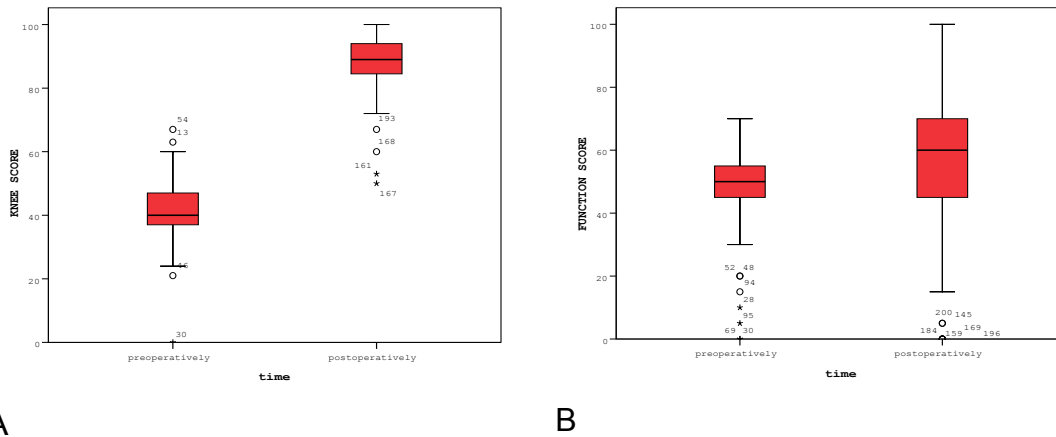 100
80
60
40
20
0
KNEE SCORE
54
13
46
30
193
168
161
167
preoperatively
postoperatively
time
A
100
80
60
40
20
0
FUNCTION SCORE
52 48
94
28
95
69 30
200 145
184 159 169 196
preoperatively
postoperatively
time
B